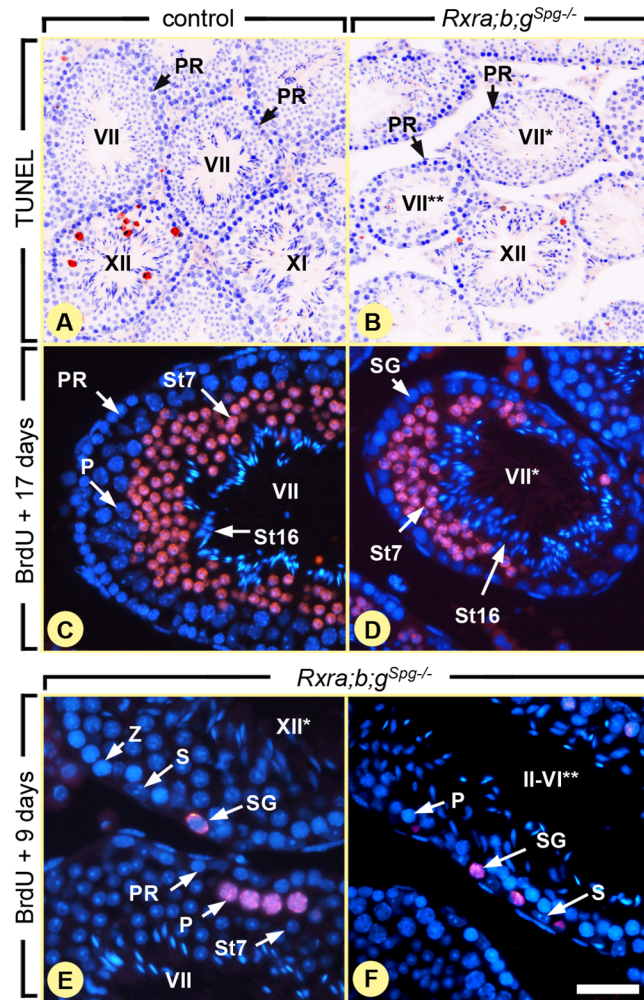 control
Rxra;b;g^Spg-/-
TUNEL
PR
PR
VII
VII
XII
XI
A
PR
PR
VII*
VII**
XII
B
BrdU + 17 days
PR
St7
P
VII
St16
C
SG
VII*
St7
St16
D
Rxra;b;g^Spg-/-
BrdU + 9 days
XII*
Z
S
SG
PR
P
St7
VII
E
II-VI**
P
SG
S
F